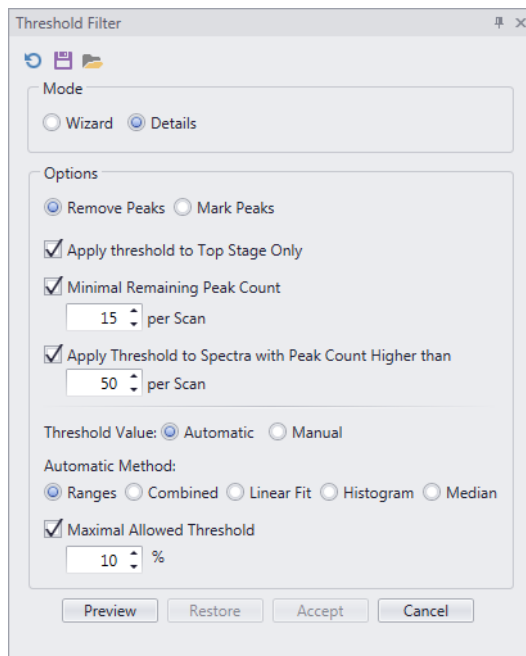 Threshold Filter
Mode
Wizard Details
Options
Remove Peaks Mark Peaks
Apply threshold to Top Stage Only
Minimal Remaining Peak Count
15 per Scan
Apply Threshold to Spectra with Peak Count Higher than
50 per Scan
Threshold Value: Automatic Manual
Automatic Method:
Ranges Combined Linear Fit Histogram Median
Maximal Allowed Threshold
10 %
Preview Restore Accept Cancel